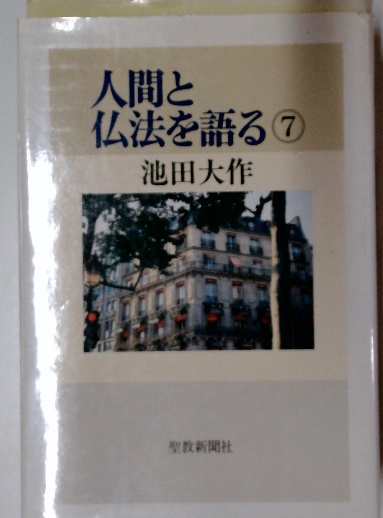 人間と
仏法を語る⑦
池田大作
聖教新聞社